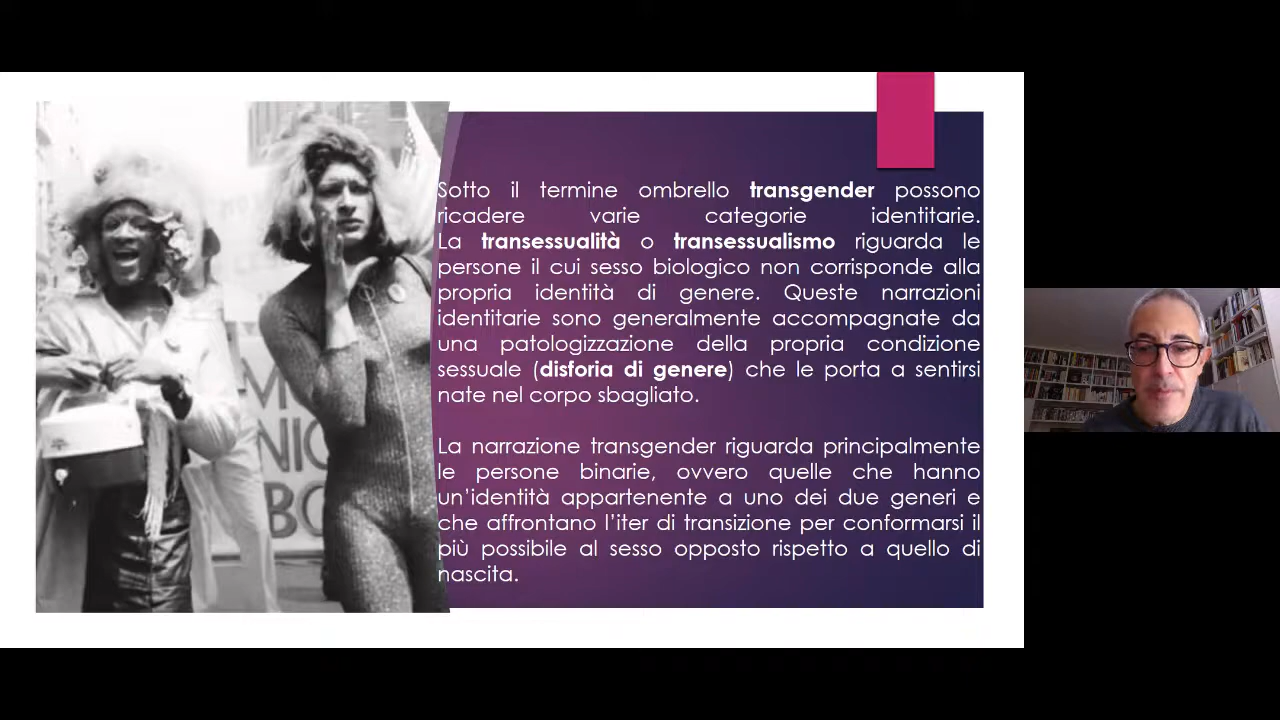 Sotto il termine ombrello transgender possono
ricadere varie categorie identitarie.
La transessualità o transessualismo riguarda le
persone il cui sesso biologico non corrisponde alla
propria identità di genere. Queste narrazioni
identitarie sono generalmente accompagnate da
una patologizzazione della propria condizione
sessuale (disforia di genere) che le porta a sentirsi
nate nel corpo sbagliato.
La narrazione transgender riguarda principalmente
le persone binarie, ovvero quelle che hanno
un'identità appartenente a uno dei due generi e
che affrontano l'iter di transizione per conformarsi il
più possibile al sesso opposto rispetto a quello di
nascita.